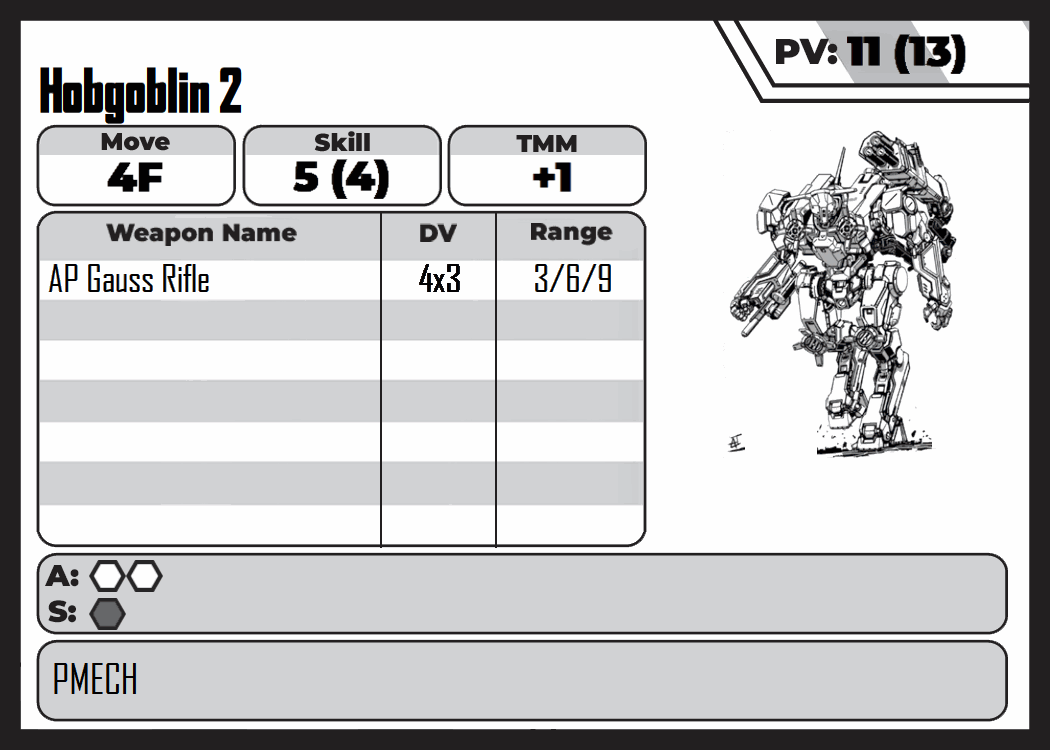 PV: 11 (13)
Hobgoblin 2
Move Skill TMM
4F 5 (4) +1
Weapon Name DV Range
AP Gauss Rifle 4x3 3/6/9
A:
S:
PMECH